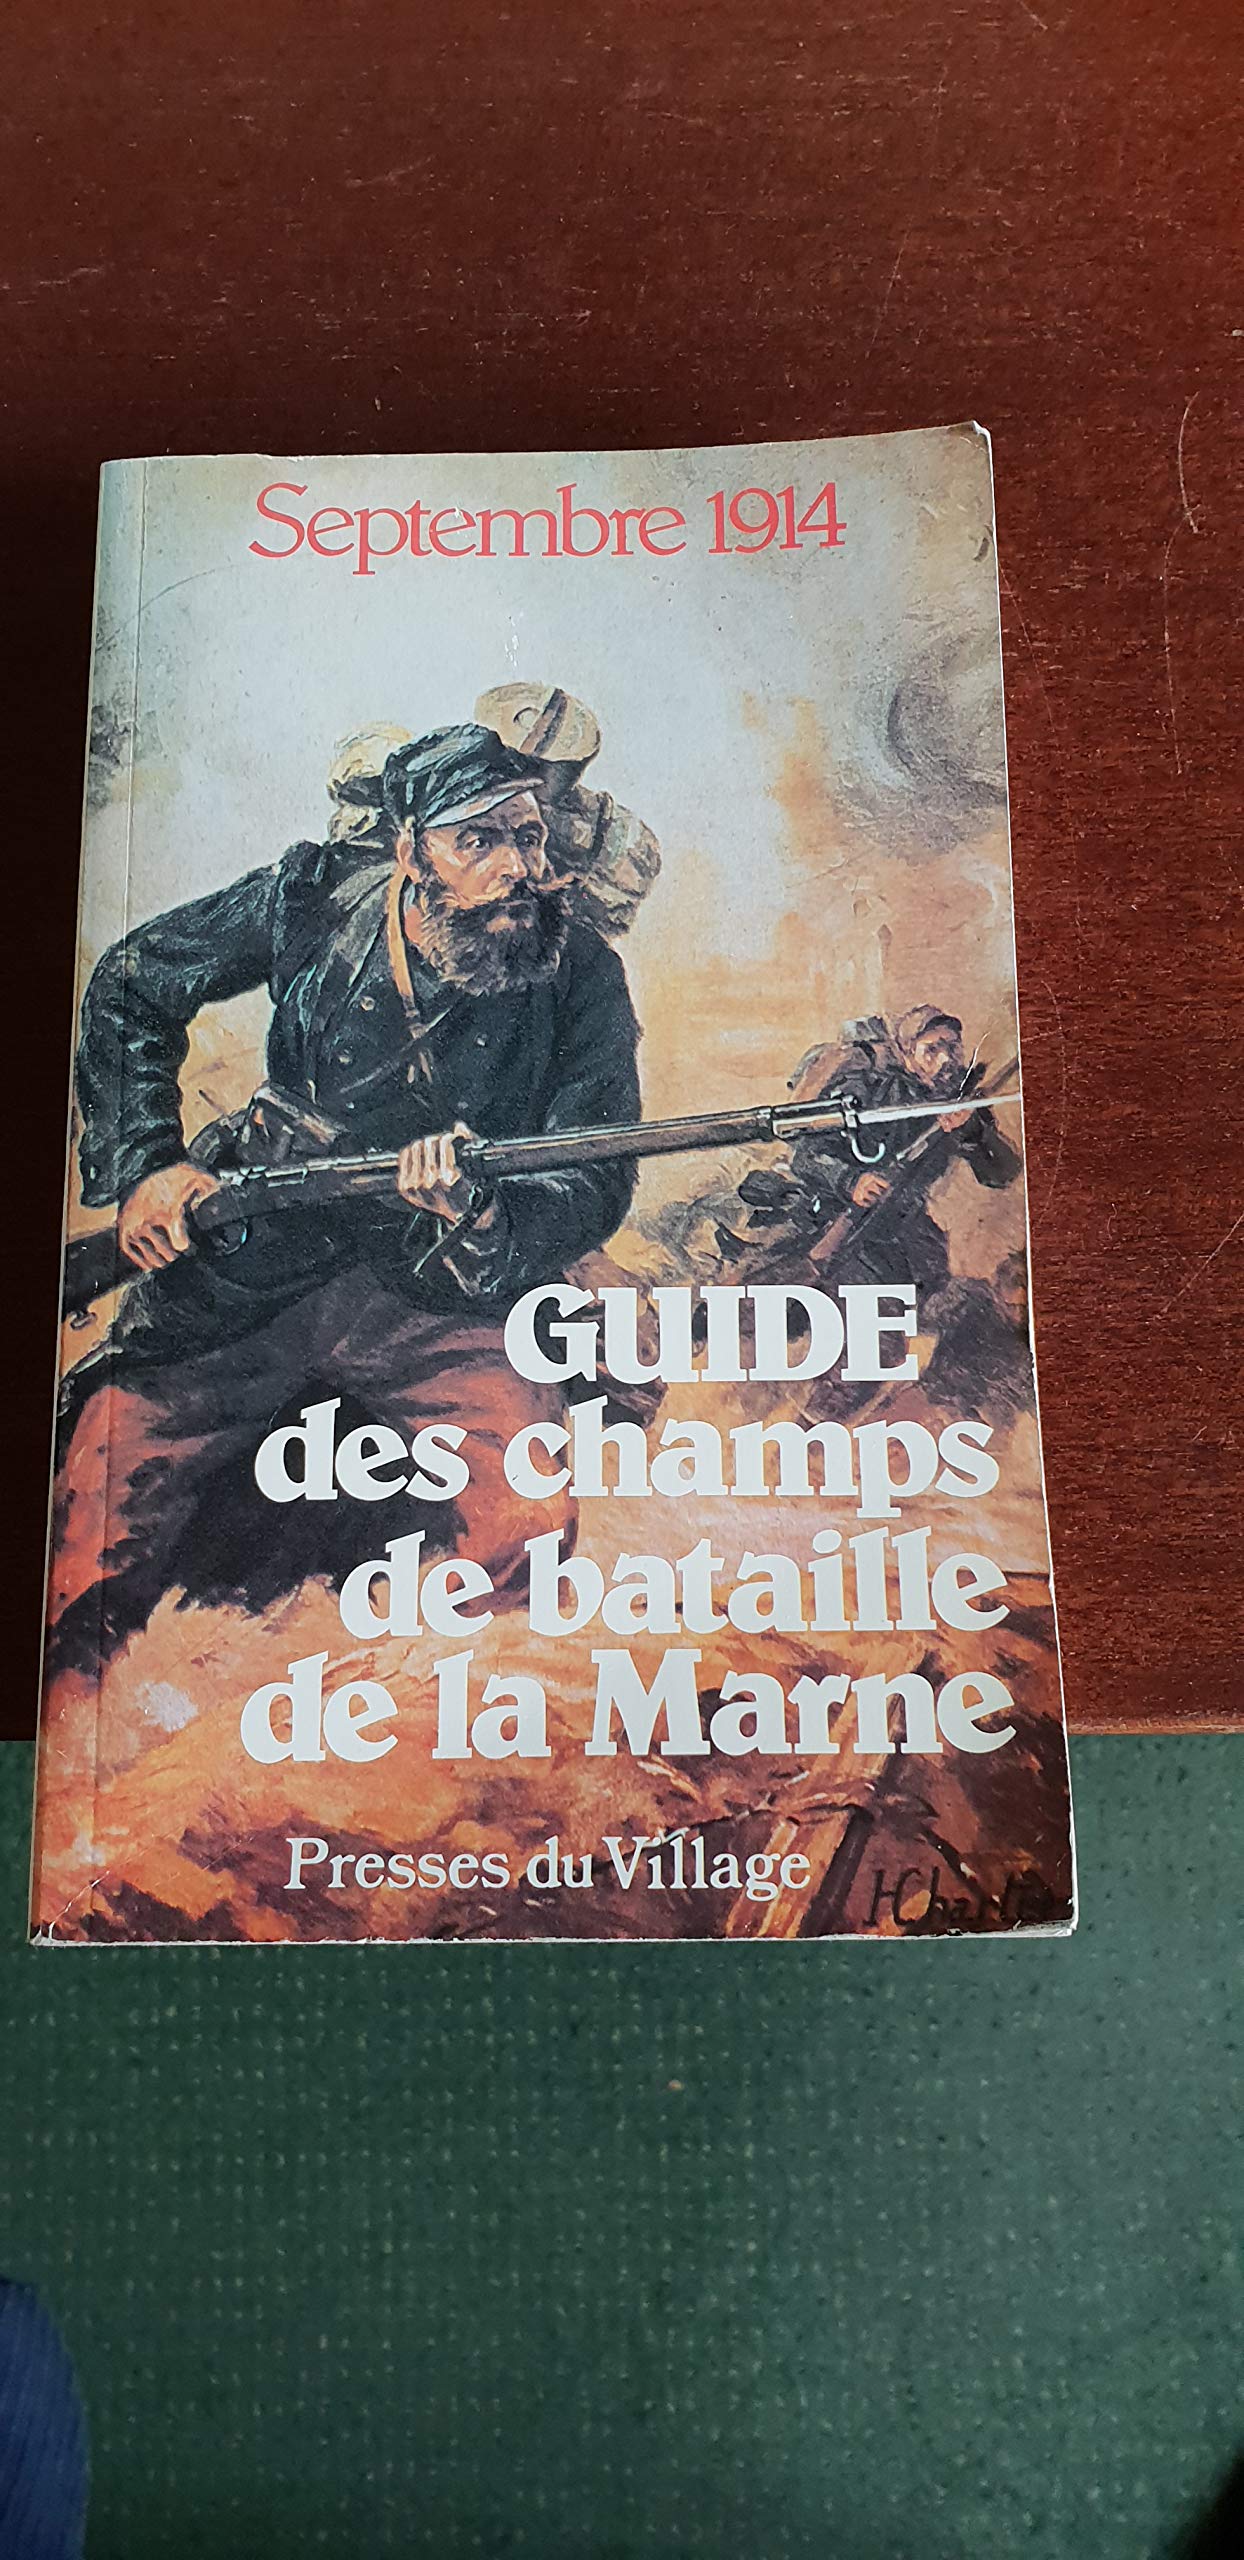 Septembre 1914
GUIDE
des champs
de bataille
de la Marne
Presses du Village